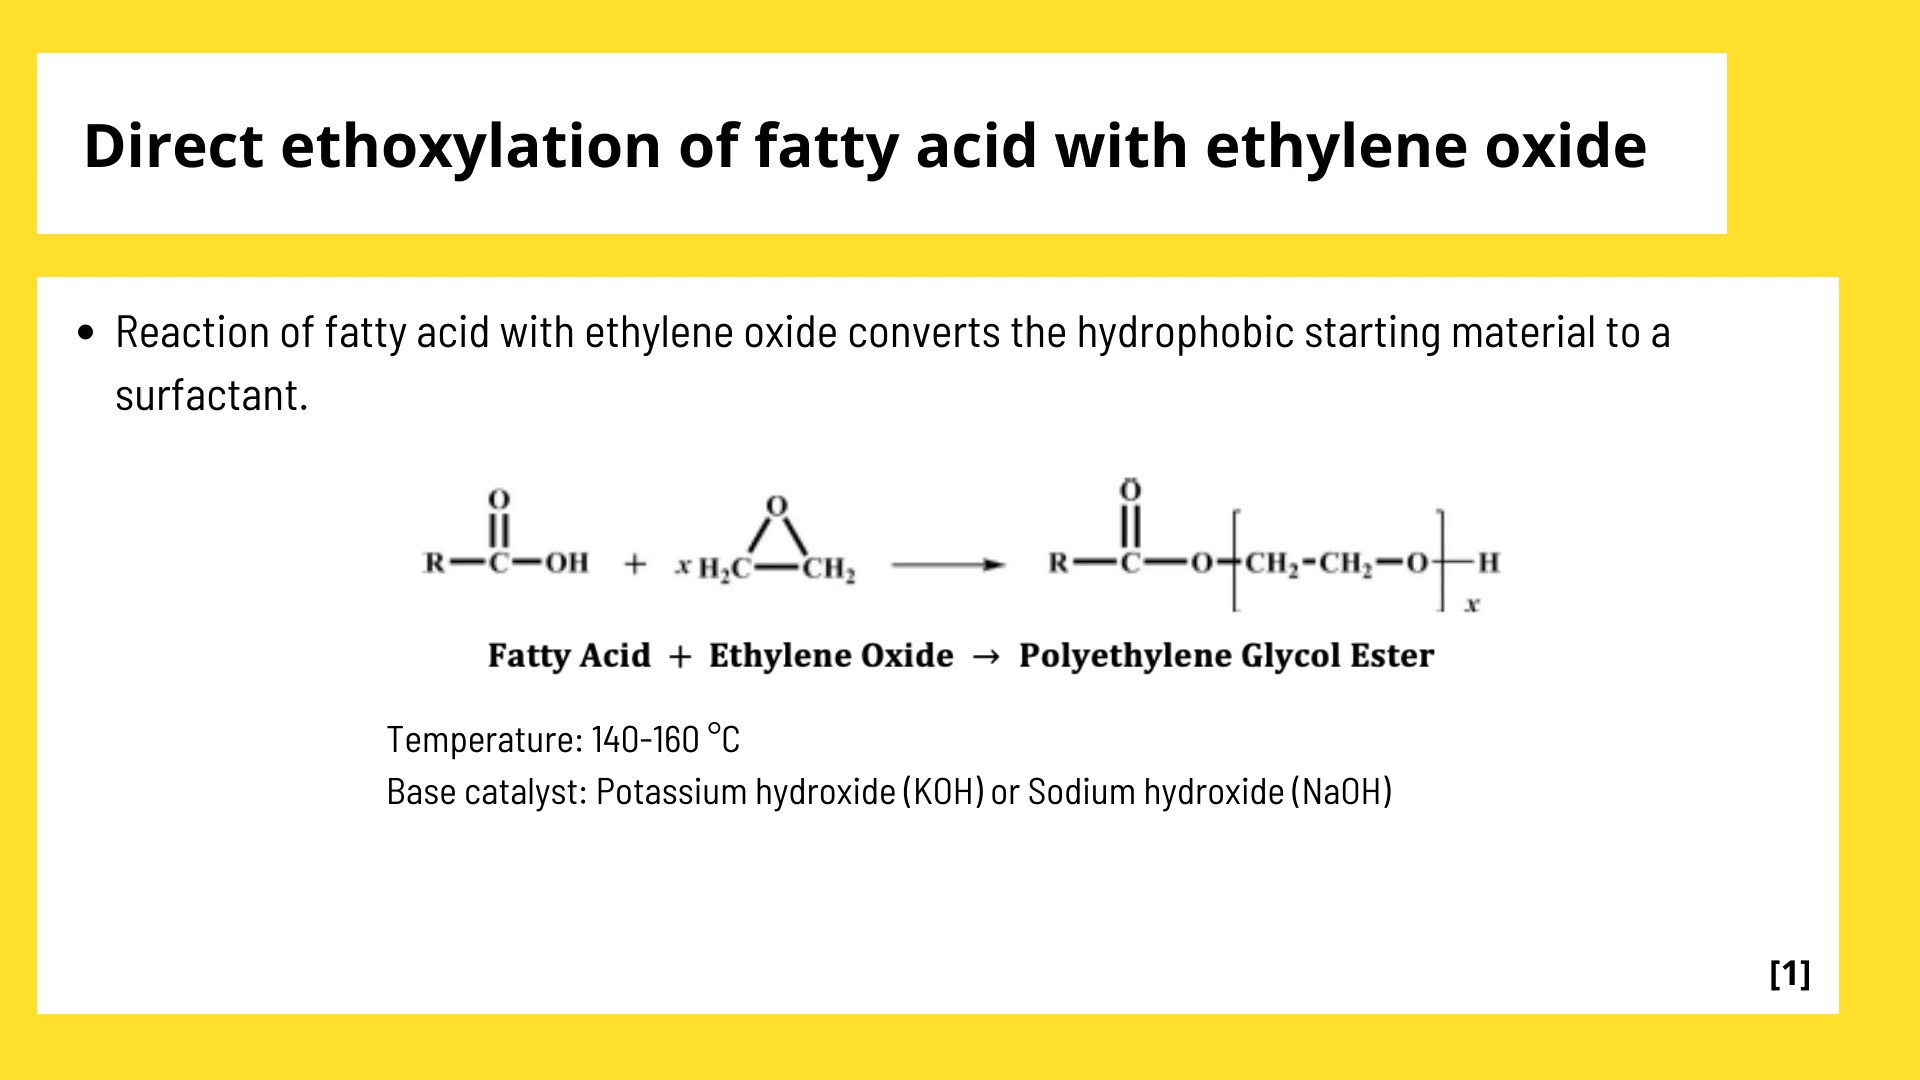 Direct ethoxylation of fatty acid with ethylene oxide
• Reaction of fatty acid with ethylene oxide converts the hydrophobic starting material to a
surfactant.
O O O
R—C—OH + x H₂C—CH₂ ⟶ R—C—O—[CH₂-CH₂—O]—H
x
Fatty Acid + Ethylene Oxide → Polyethylene Glycol Ester
Temperature: 140-160 °C
Base catalyst: Potassium hydroxide (KOH) or Sodium hydroxide (NaOH)
[1]